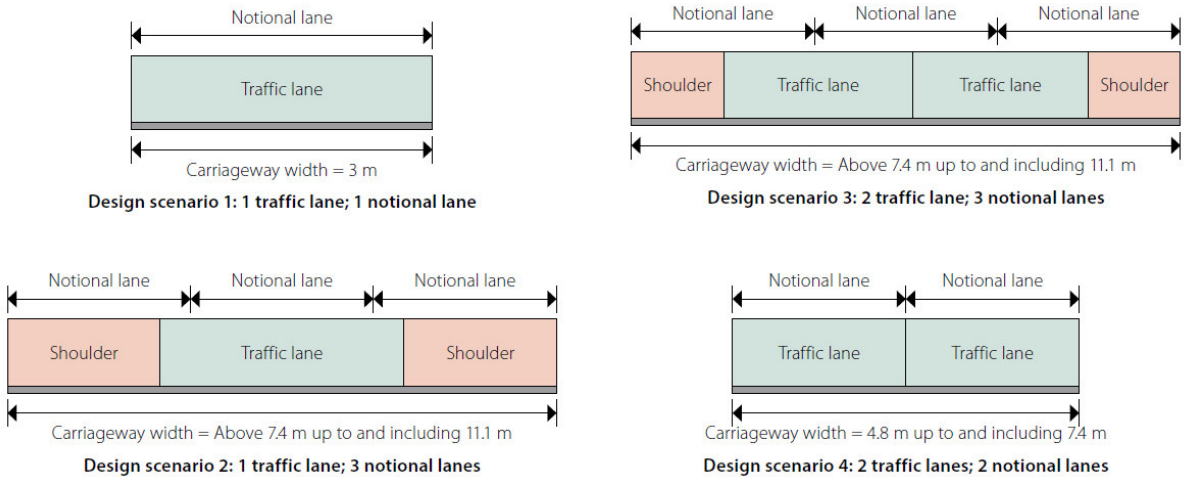 Notional lane
Traffic lane
Carriageway width = 3 m
Design scenario 1: 1 traffic lane; 1 notional lane
Notional lane Notional lane Notional lane
Shoulder Traffic lane Traffic lane Shoulder
Carriageway width = Above 7.4 m up to and including 11.1 m
Design scenario 3: 2 traffic lane; 3 notional lanes
Notional lane Notional lane Notional lane
Shoulder Traffic lane Shoulder
Carriageway width = Above 7.4 m up to and including 11.1 m
Design scenario 2: 1 traffic lane; 3 notional lanes
Notional lane Notional lane
Traffic lane Traffic lane
Carriageway width = 4.8 m up to and including 7.4 m
Design scenario 4: 2 traffic lanes; 2 notional lanes